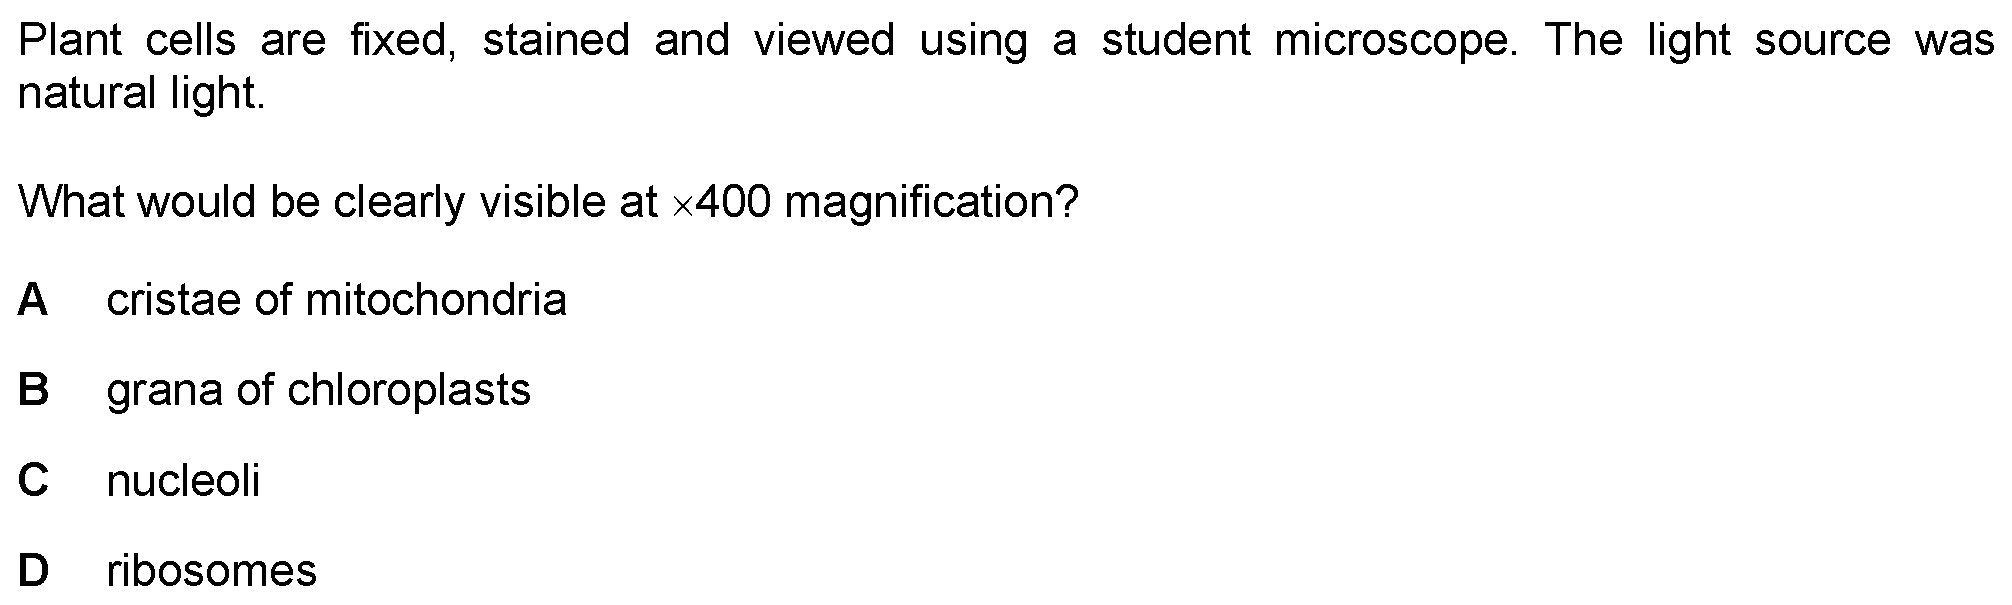 Plant cells are fixed, stained and viewed using a student microscope. The light source was
natural light.
What would be clearly visible at ×400 magnification?
A cristae of mitochondria
B grana of chloroplasts
C nucleoli
D ribosomes